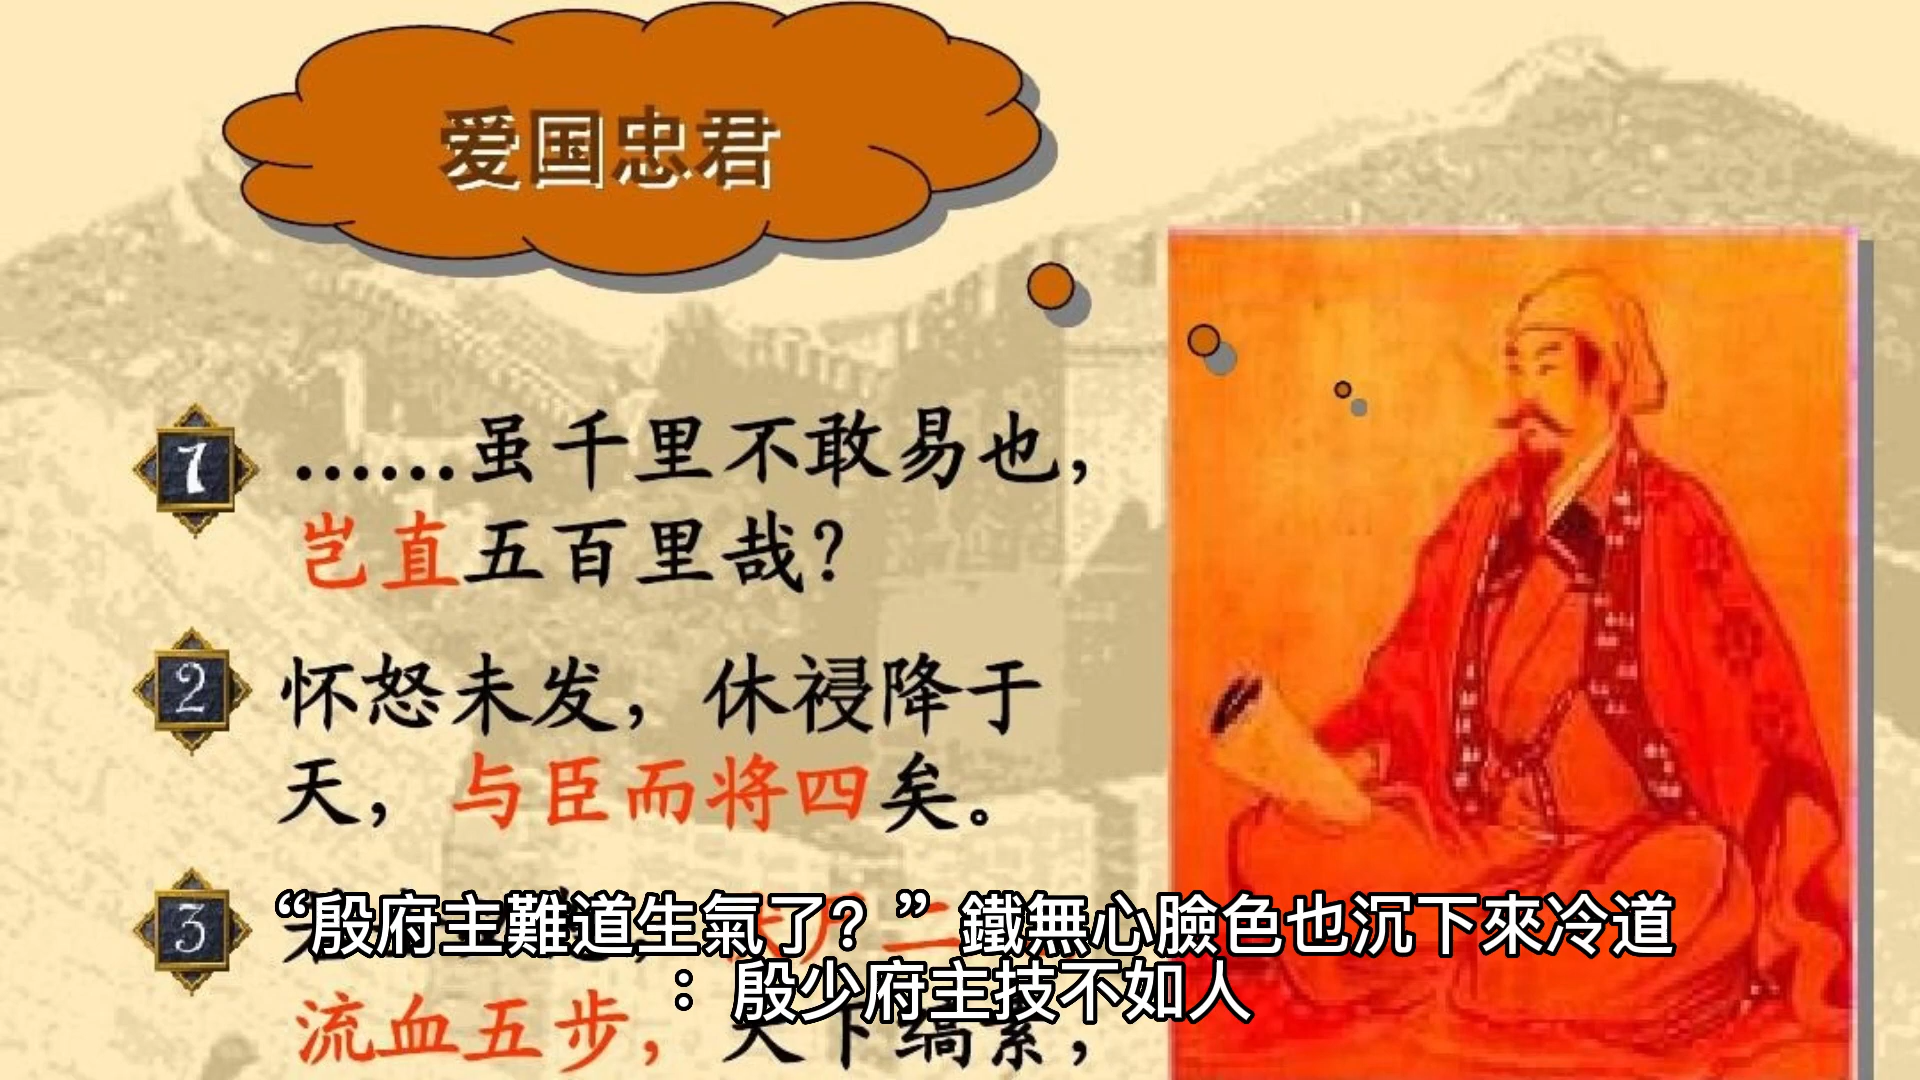 爱国忠君
1 ……虽千里不敢易也，
岂直五百里哉？
2 怀怒未发，休祲降于
天，与臣而将四矣。
3
“殷府主難道生氣了？”鐵無心臉色也沉下來冷道
：殷少府主技不如人
流血五步，天下缟素，